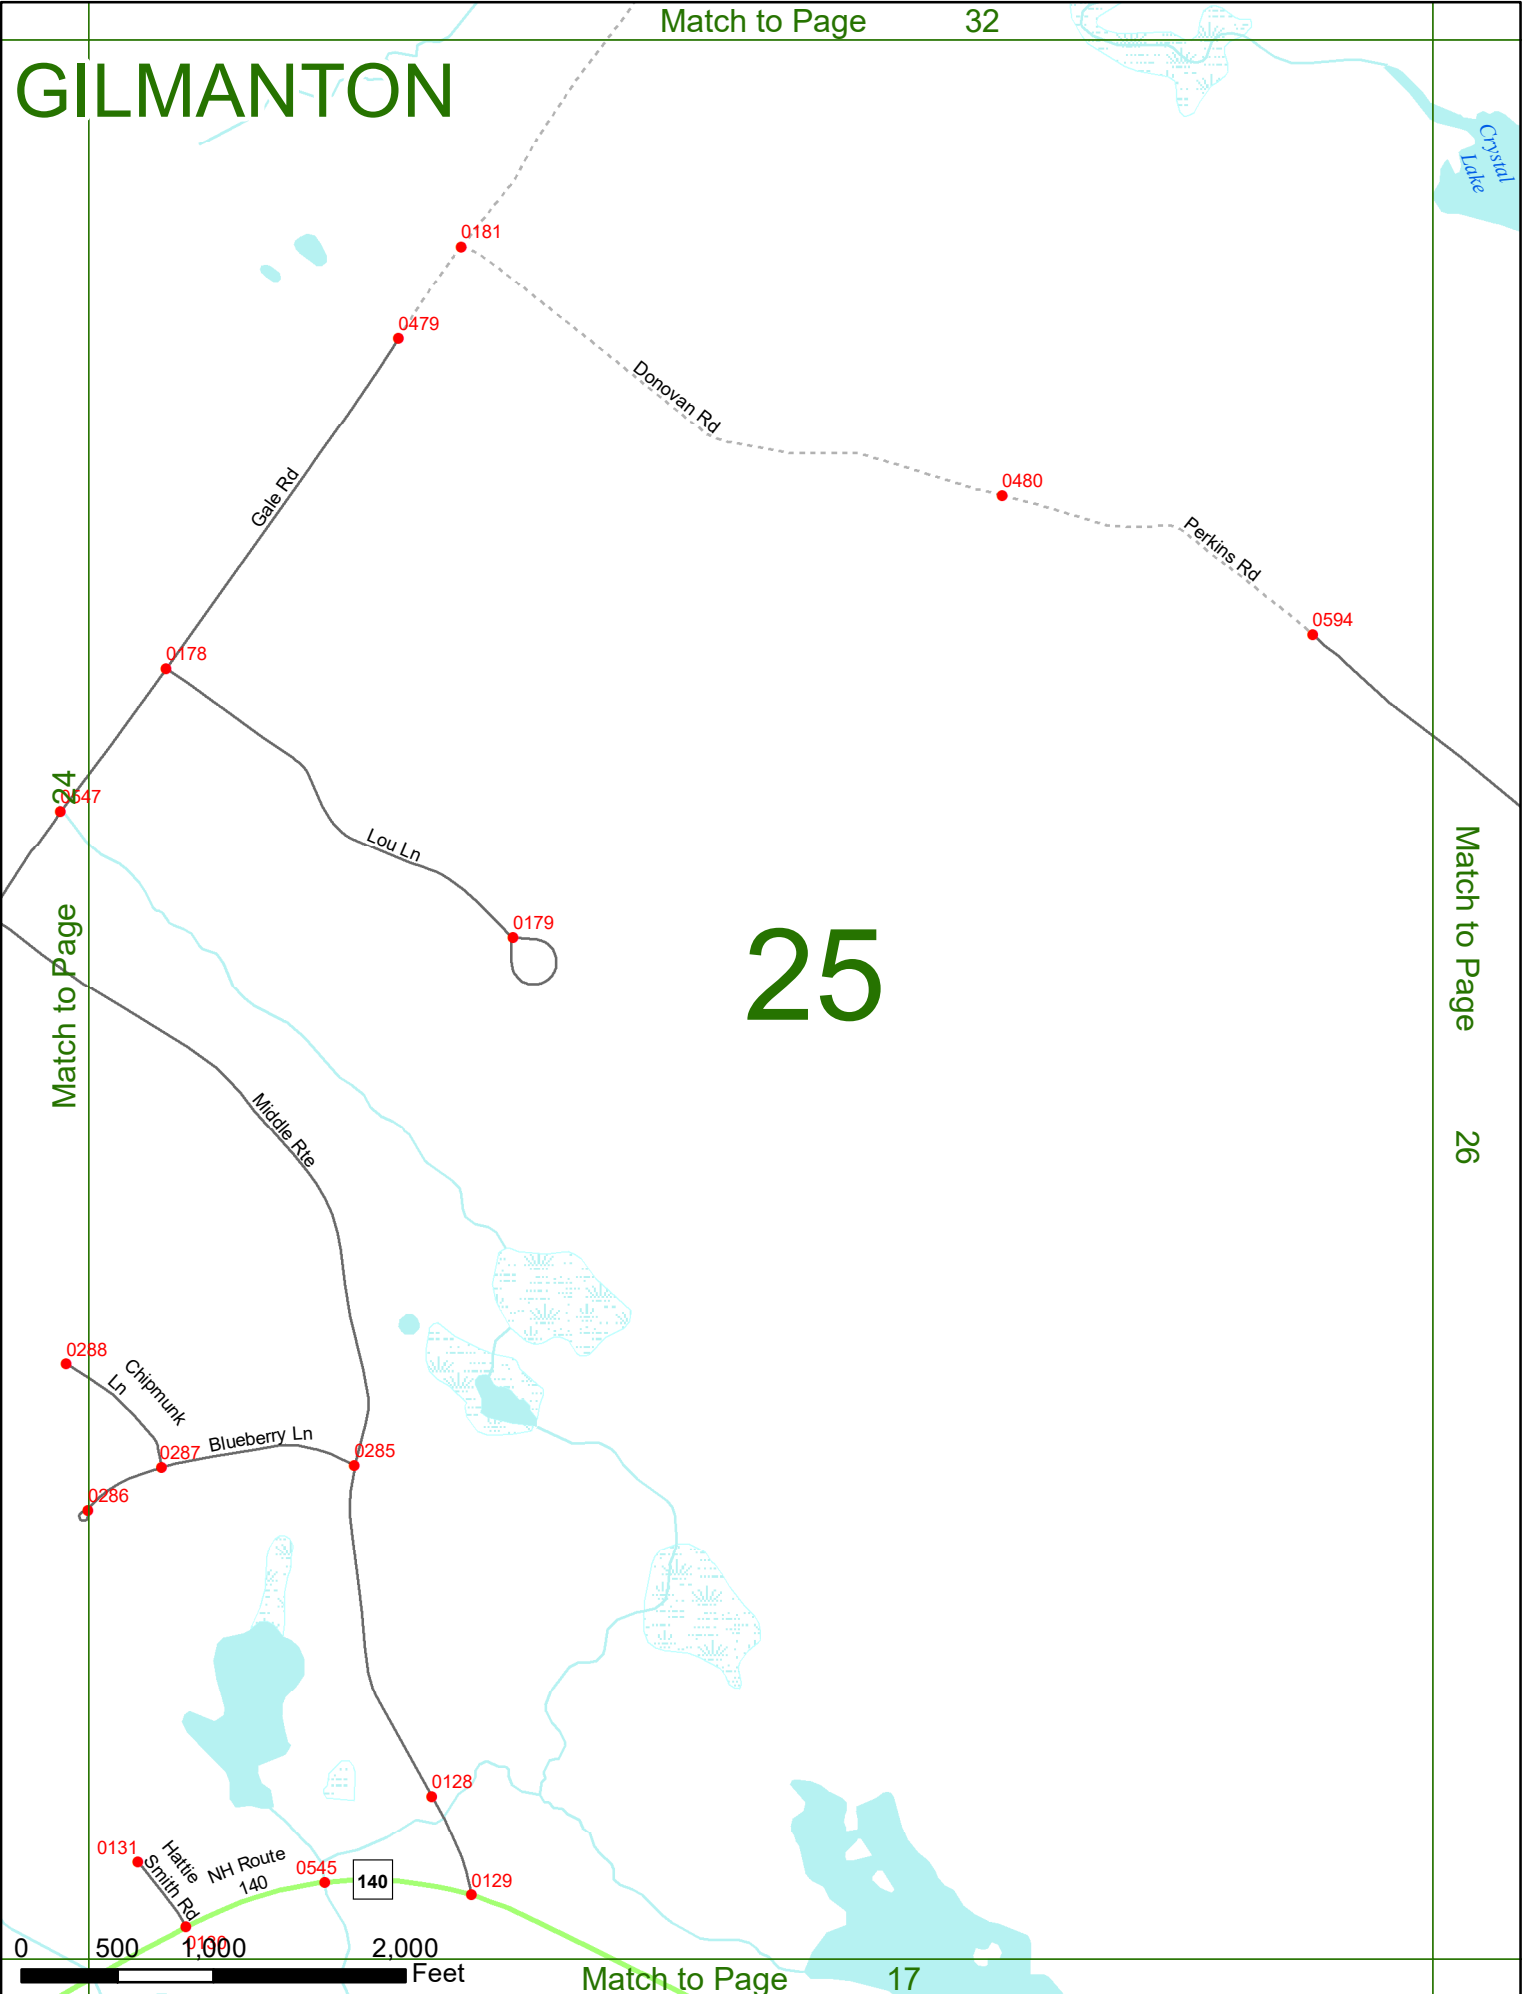 Match to Page 32
GILMANTON
Crystal
Lake
0181
0479
Donovan Rd
Gale Rd
0480
Perkins Rd
0594
0178
24
0547
Match to Page
Lou Ln
0179
25
Match to Page 26
Middle Rte
0288
Chipmunk
Ln
0287
Blueberry Ln
0285
0286
0128
0131
Hattie
Smith Rd
NH Route
140
0545
140
0129
0130
0 500 1,000 2,000
Feet
Match to Page 17